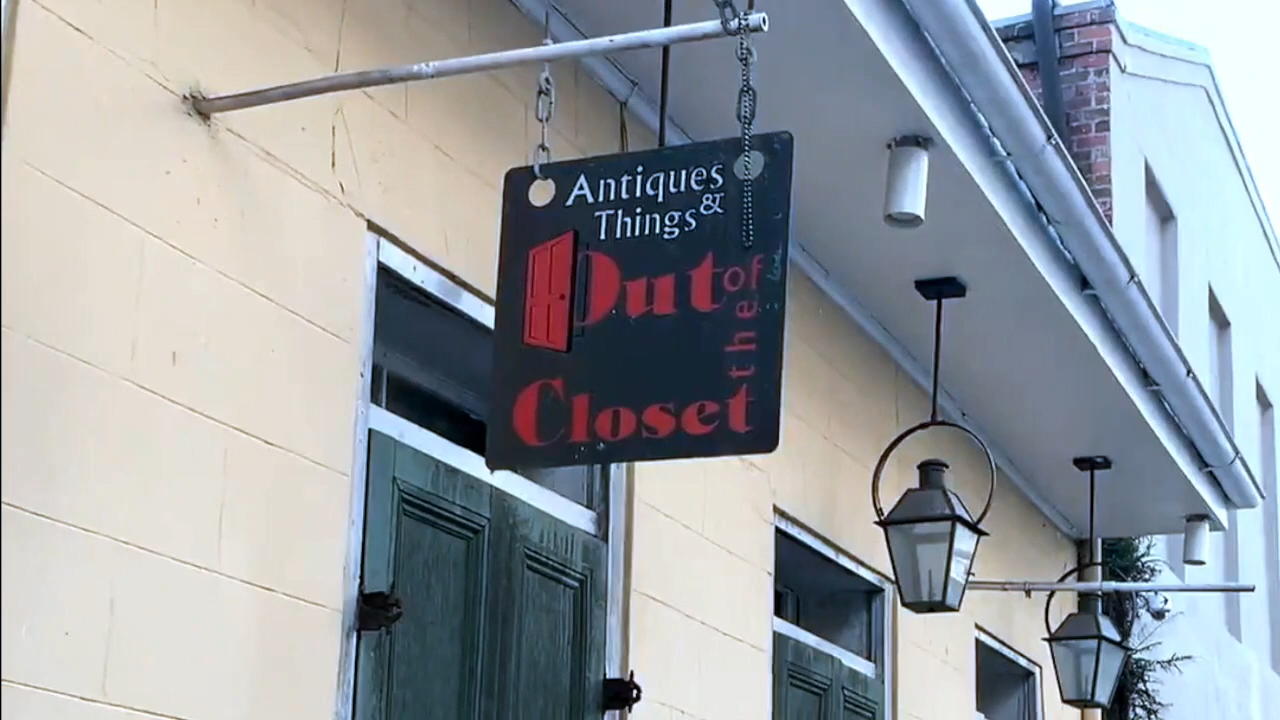 Antiques
& Things
Out of the
Closet